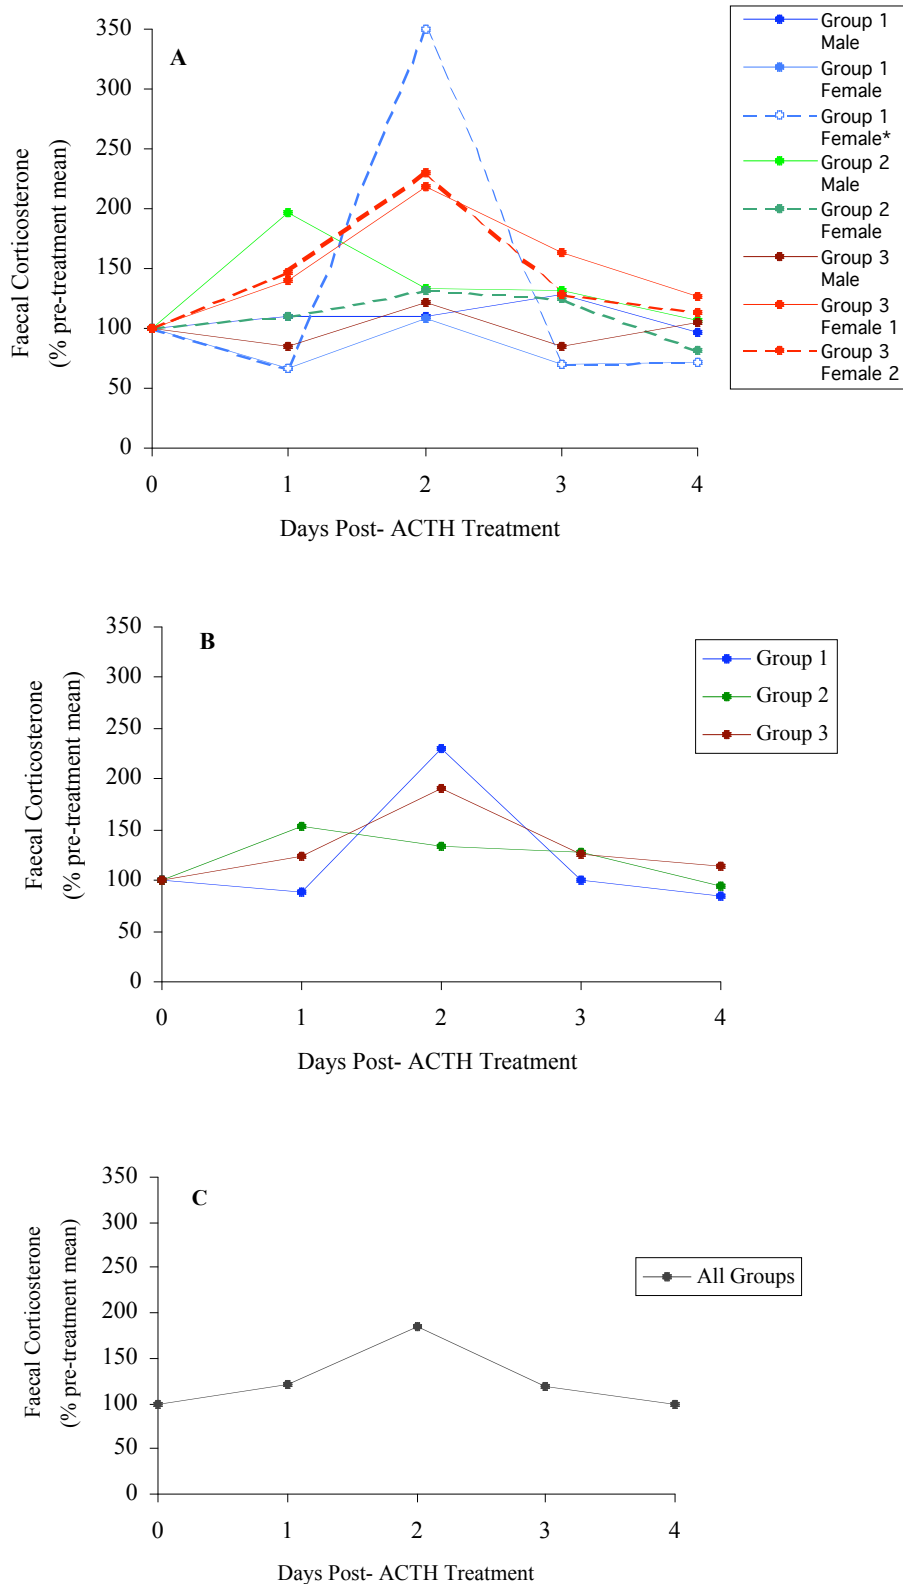 A
350
300
250
200
150
100
50
0
Faecal Corticosterone
(% pre-treatment mean)
0 1 2 3 4
Days Post- ACTH Treatment
Group 1
Male
Group 1
Female
Group 1
Female*
Group 2
Male
Group 2
Female
Group 3
Male
Group 3
Female 1
Group 3
Female 2
B
350
300
250
200
150
100
50
0
Faecal Corticosterone
(% pre-treatment mean)
0 1 2 3 4
Days Post- ACTH Treatment
Group 1
Group 2
Group 3
C
350
300
250
200
150
100
50
0
Faecal Corticosterone
(% pre-treatment mean)
0 1 2 3 4
Days Post- ACTH Treatment
All Groups